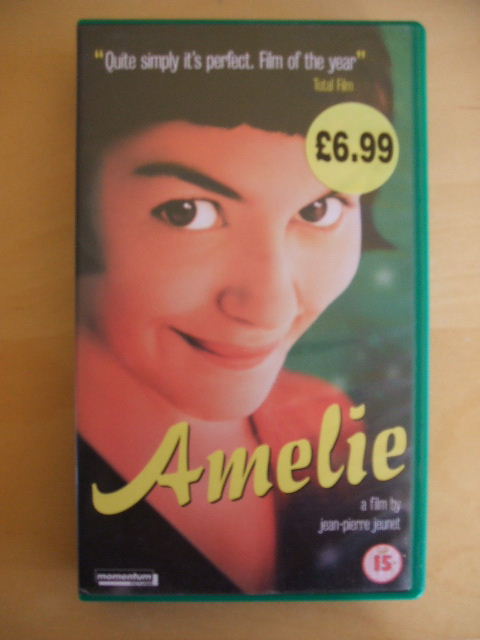 "Quite simply it's perfect. Film of the year"
Total Film
£6.99
Amelie
a film by
jean-pierre jeunet
15
momentum